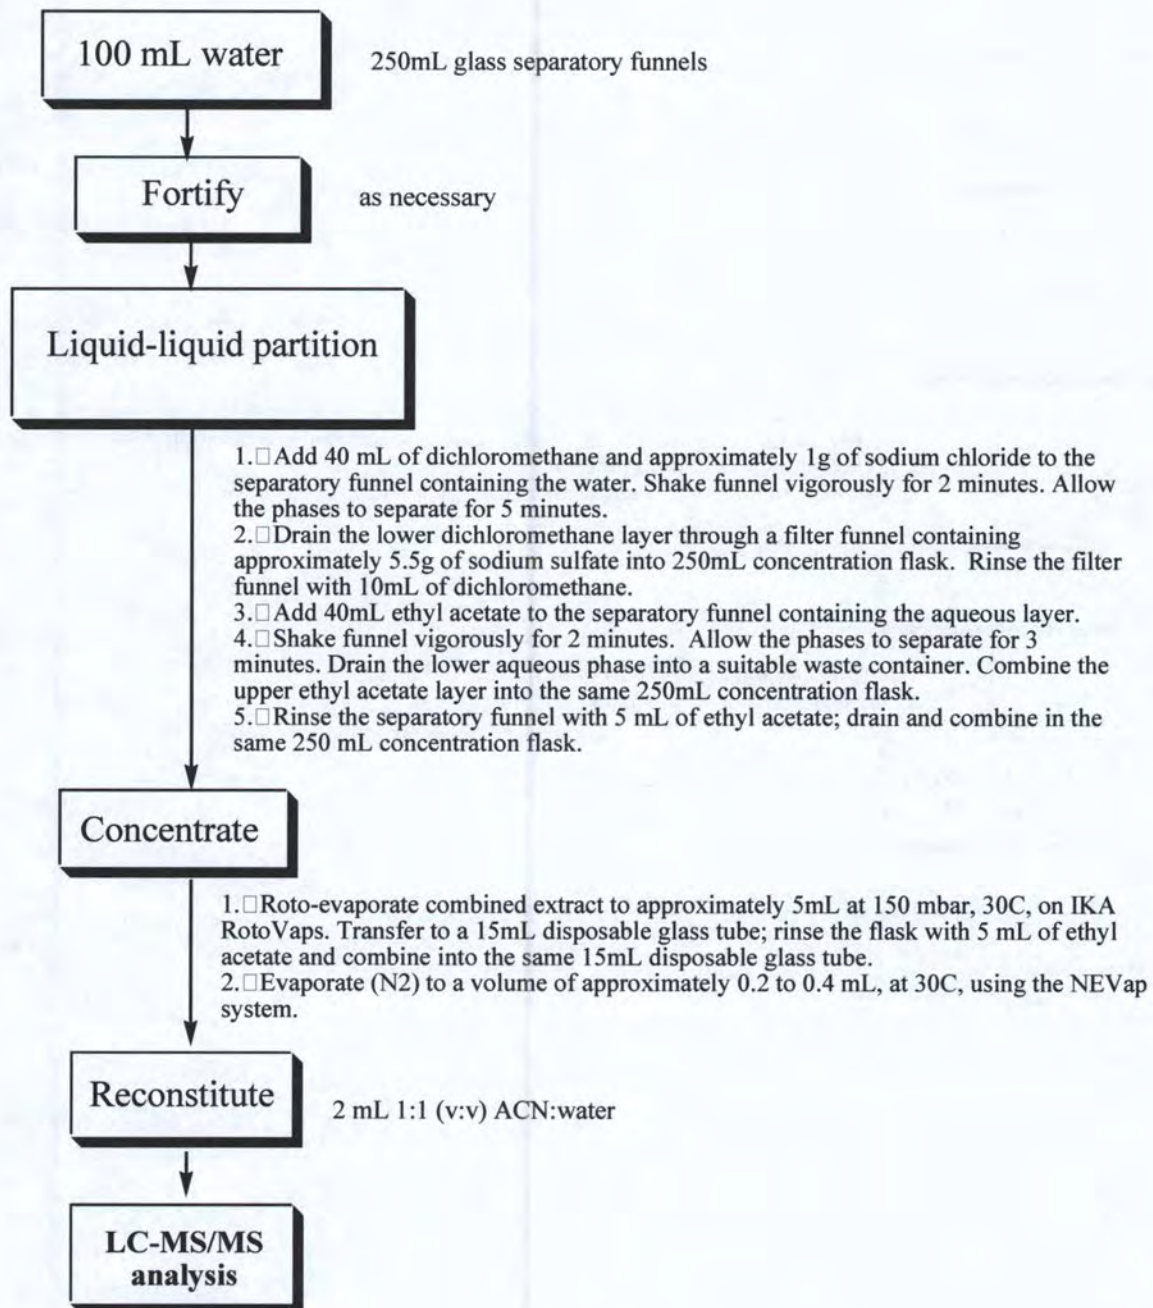 100 mL water
250mL glass separatory funnels
Fortify
as necessary
Liquid-liquid partition
1.□Add 40 mL of dichloromethane and approximately 1g of sodium chloride to the
separatory funnel containing the water. Shake funnel vigorously for 2 minutes. Allow
the phases to separate for 5 minutes.
2.□Drain the lower dichloromethane layer through a filter funnel containing
approximately 5.5g of sodium sulfate into 250mL concentration flask.  Rinse the filter
funnel with 10mL of dichloromethane.
3.□Add 40mL ethyl acetate to the separatory funnel containing the aqueous layer.
4.□Shake funnel vigorously for 2 minutes.  Allow the phases to separate for 3
minutes. Drain the lower aqueous phase into a suitable waste container. Combine the
upper ethyl acetate layer into the same 250mL concentration flask.
5.□Rinse the separatory funnel with 5 mL of ethyl acetate; drain and combine in the
same 250 mL concentration flask.
Concentrate
1.□Roto-evaporate combined extract to approximately 5mL at 150 mbar, 30C, on IKA
RotoVaps. Transfer to a 15mL disposable glass tube; rinse the flask with 5 mL of ethyl
acetate and combine into the same 15mL disposable glass tube.
2.□Evaporate (N2) to a volume of approximately 0.2 to 0.4 mL, at 30C, using the NEVap
system.
Reconstitute
2 mL 1:1 (v:v) ACN:water
LC-MS/MS
analysis